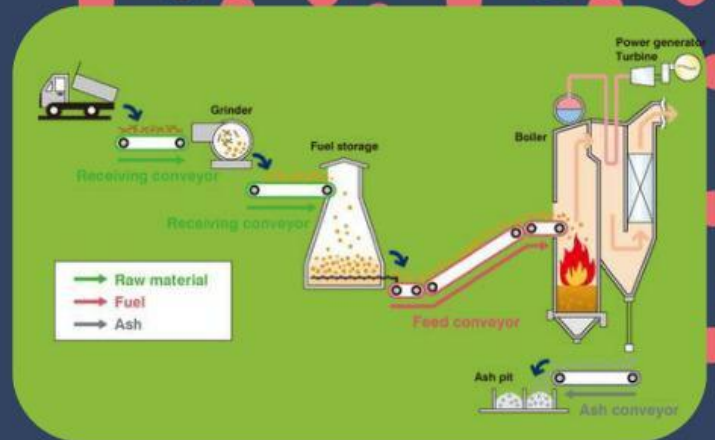 Power generator
Turbine
Grinder
Fuel storage
Boiler
Receiving conveyor
Receiving conveyor
Raw material
Fuel
Ash
Feed conveyor
Ash pit
Ash conveyor